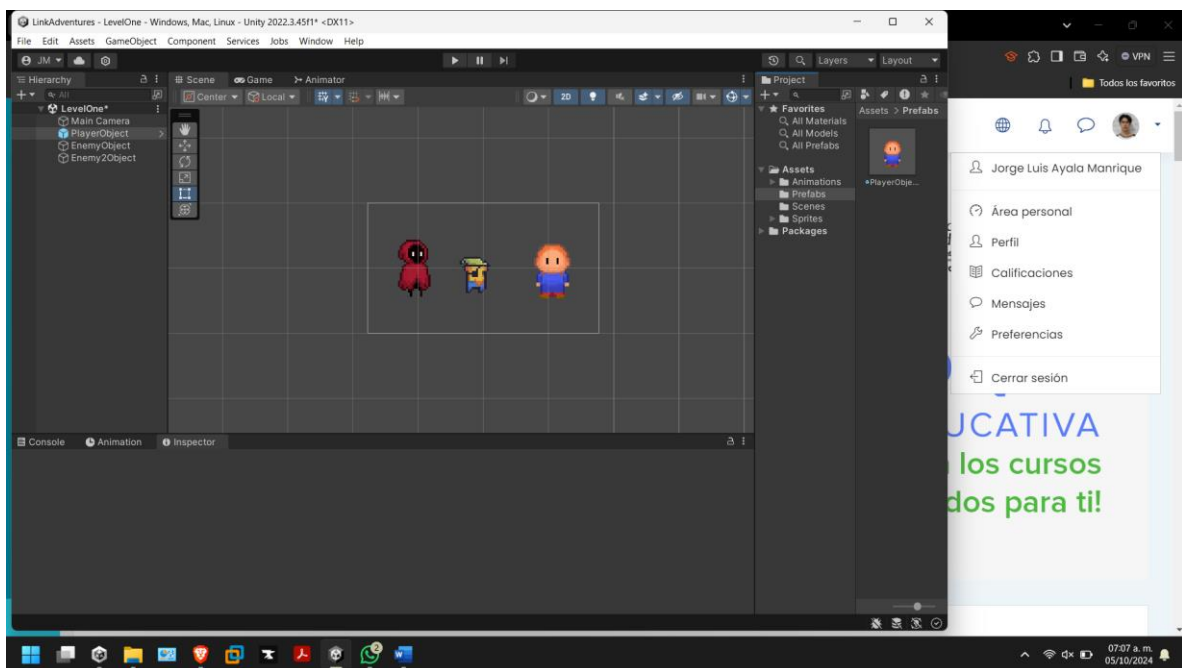 LinkAdventures - LevelOne - Windows, Mac, Linux - Unity 2022.3.45f1* <DX11>
File Edit Assets GameObject Component Services Jobs Window Help
JM
Layers
Layout
Hierarchy
All
LevelOne*
Main Camera
PlayerObject
EnemyObject
Enemy2Object
Scene
Game
Animator
Center
Local
2D
Project
Favorites
All Materials
All Models
All Prefabs
Assets
Animations
Prefabs
Scenes
Sprites
Packages
Assets > Prefabs
PlayerObje...
Console
Animation
Inspector
VPN
Todos los favoritos
Jorge Luis Ayala Manrique
Área personal
Perfil
Calificaciones
Mensajes
Preferencias
Cerrar sesión
UCATIVA
los cursos
dos para ti!
2
07:07 a. m.
05/10/2024